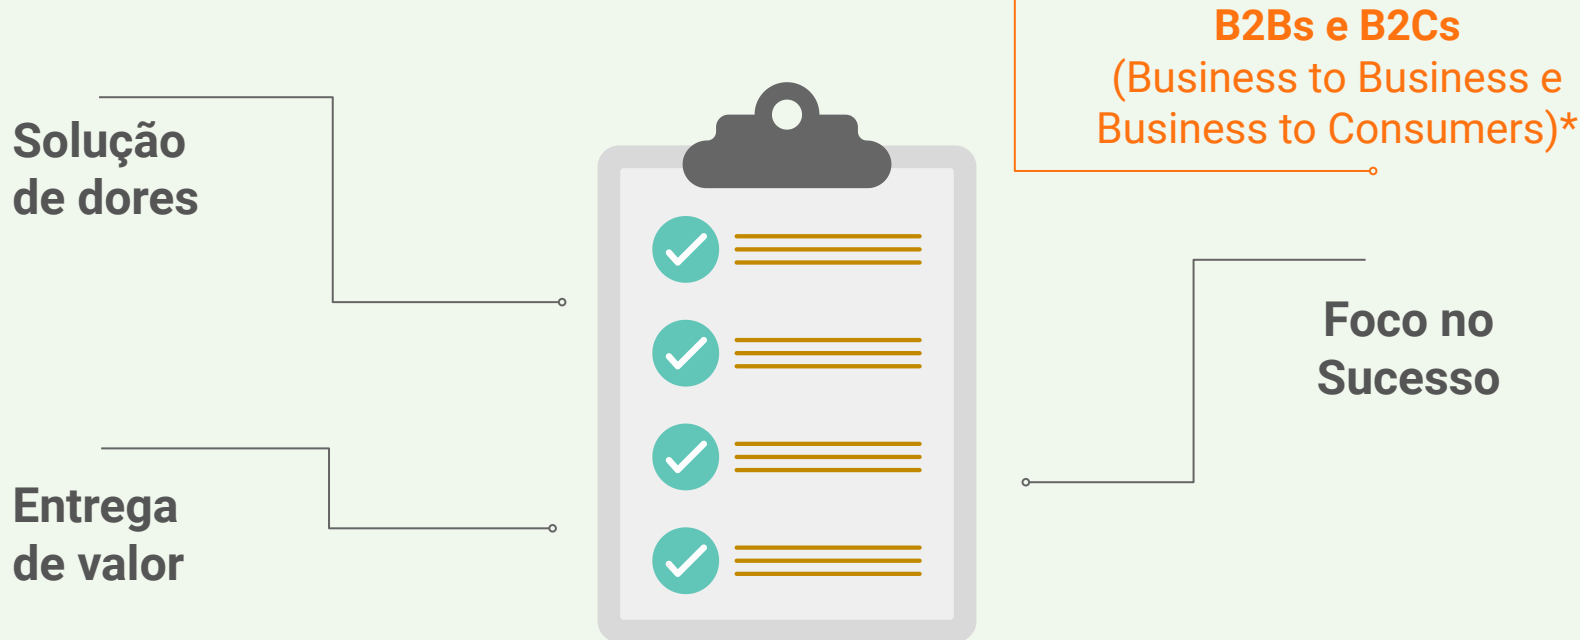 B2Bs e B2Cs
(Business to Business e
Business to Consumers)*
Solução
de dores
Foco no
Sucesso
Entrega
de valor